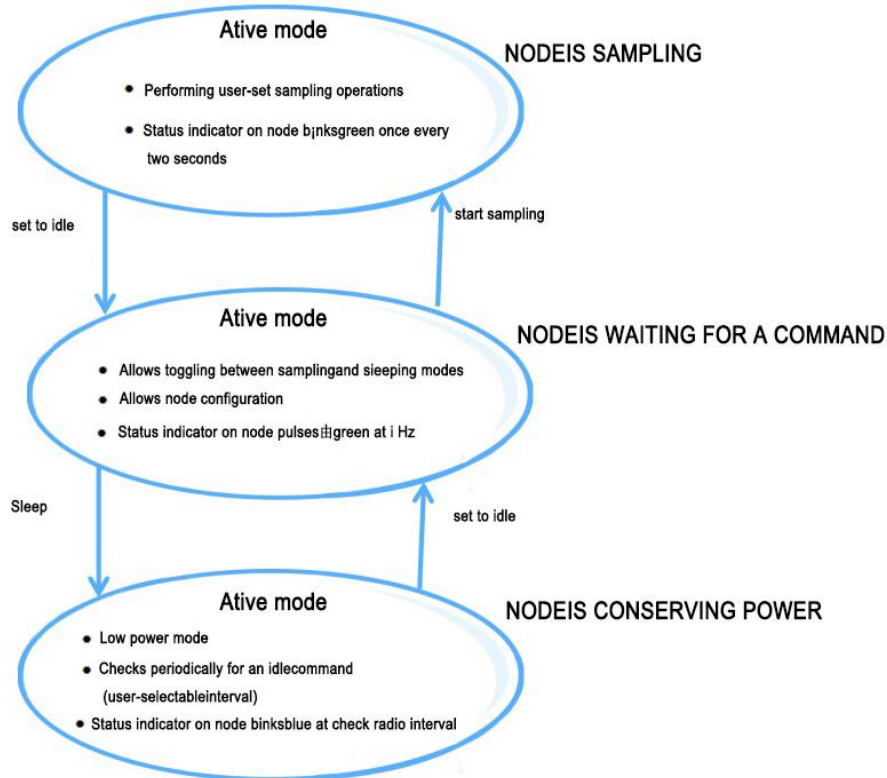 Ative mode
NODEIS SAMPLING
● Performing user-set sampling operations
● Status indicator on node b¡nksgreen once every
two seconds
set to idle
start sampling
Ative mode
NODEIS WAITING FOR A COMMAND
● Allows toggling between samplingand sieeping modes
● Allows node configuration
● Status indicator on node pulses由green at i Hz
Sleep
set to idle
Ative mode
NODEIS CONSERVING POWER
● Low power mode
● Checks periodically for an idlecommand
(user-selectableinterval)
● Status indicator on node binksblue at check radio interval